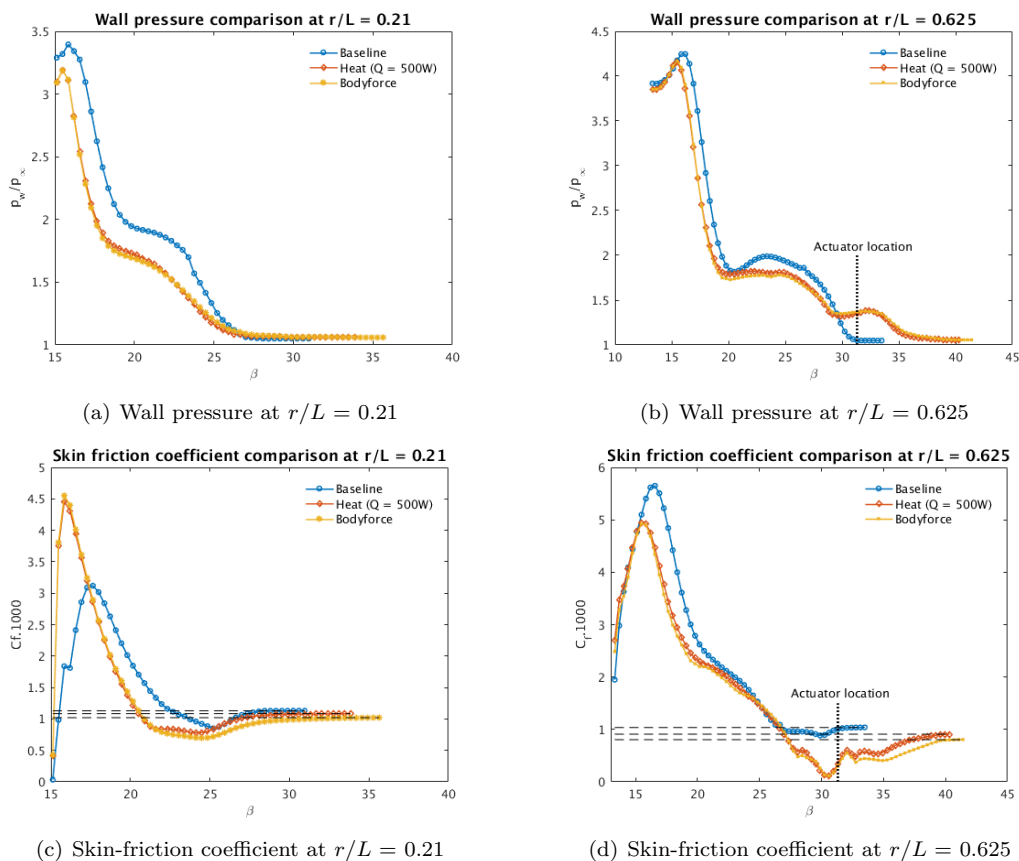 Wall pressure comparison at r/L = 0.21
3.5
3
2.5
2
1.5
1
p_w/p_∞
15 20 25 30 35 40
β
Baseline
Heat (Q = 500W)
Bodyforce
(a) Wall pressure at r/L = 0.21
Wall pressure comparison at r/L = 0.625
4.5
4
3.5
3
2.5
2
1.5
1
p_w/p_∞
10 15 20 25 30 35 40 45
β
Baseline
Heat (Q = 500W)
Bodyforce
Actuator location
(b) Wall pressure at r/L = 0.625
Skin friction coefficient comparison at r/L = 0.21
5
4.5
4
3.5
3
2.5
2
1.5
1
0.5
0
Cf.1000
15 20 25 30 35 40
β
Baseline
Heat (Q = 500W)
Bodyforce
(c) Skin-friction coefficient at r/L = 0.21
Skin friction coefficient comparison at r/L = 0.625
6
5
4
3
2
1
0
C_f.1000
15 20 25 30 35 40 45
β
Baseline
Heat (Q = 500W)
Bodyforce
Actuator location
(d) Skin-friction coefficient at r/L = 0.625